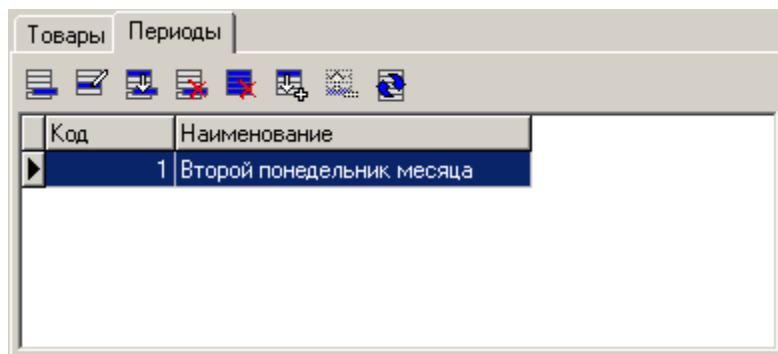 Товары Периоды
Код Наименование
1 Второй понедельник месяца